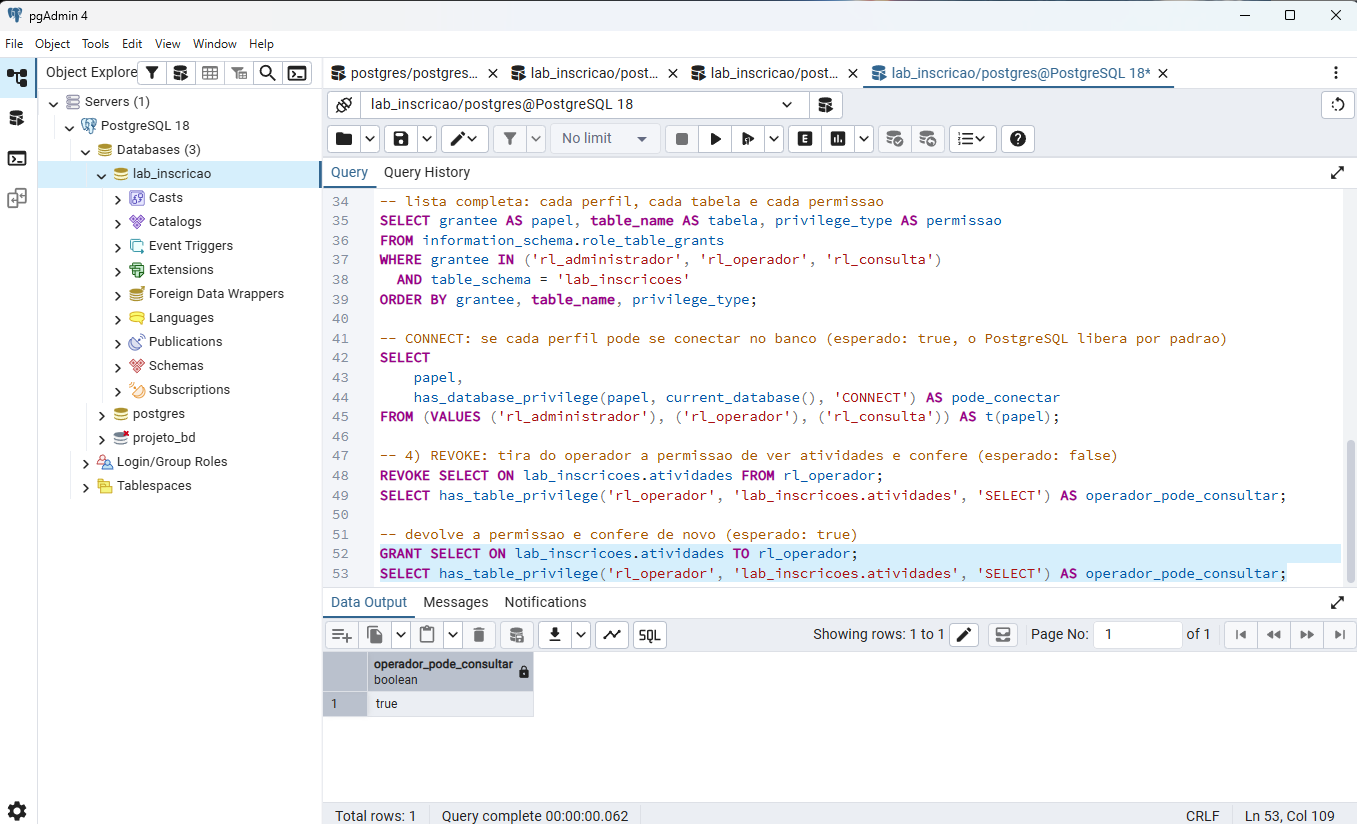 pgAdmin 4
File Object Tools Edit View Window Help
Object Explore
postgres/postgres...
lab_inscricao/post...
lab_inscricao/post...
lab_inscricao/postgres@PostgreSQL 18*
Servers (1)
PostgreSQL 18
Databases (3)
lab_inscricao
Casts
Catalogs
Event Triggers
Extensions
Foreign Data Wrappers
Languages
Publications
Schemas
Subscriptions
postgres
projeto_bd
Login/Group Roles
Tablespaces
lab_inscricao/postgres@PostgreSQL 18
No limit
E
Query Query History
34 -- lista completa: cada perfil, cada tabela e cada permissao
35 SELECT grantee AS papel, table_name AS tabela, privilege_type AS permissao
36 FROM information_schema.role_table_grants
37 WHERE grantee IN ('rl_administrador', 'rl_operador', 'rl_consulta')
38 AND table_schema = 'lab_inscricoes'
39 ORDER BY grantee, table_name, privilege_type;
40
41 -- CONNECT: se cada perfil pode se conectar no banco (esperado: true, o PostgreSQL libera por padrao)
42 SELECT
43 papel,
44 has_database_privilege(papel, current_database(), 'CONNECT') AS pode_conectar
45 FROM (VALUES ('rl_administrador'), ('rl_operador'), ('rl_consulta')) AS t(papel);
46
47 -- 4) REVOKE: tira do operador a permissao de ver atividades e confere (esperado: false)
48 REVOKE SELECT ON lab_inscricoes.atividades FROM rl_operador;
49 SELECT has_table_privilege('rl_operador', 'lab_inscricoes.atividades', 'SELECT') AS operador_pode_consultar;
50
51 -- devolve a permissao e confere de novo (esperado: true)
52 GRANT SELECT ON lab_inscricoes.atividades TO rl_operador;
53 SELECT has_table_privilege('rl_operador', 'lab_inscricoes.atividades', 'SELECT') AS operador_pode_consultar;
Data Output Messages Notifications
SQL
Showing rows: 1 to 1
Page No: 1 of 1
operador_pode_consultar
boolean
1 true
Total rows: 1 Query complete 00:00:00.062 CRLF Ln 53, Col 109